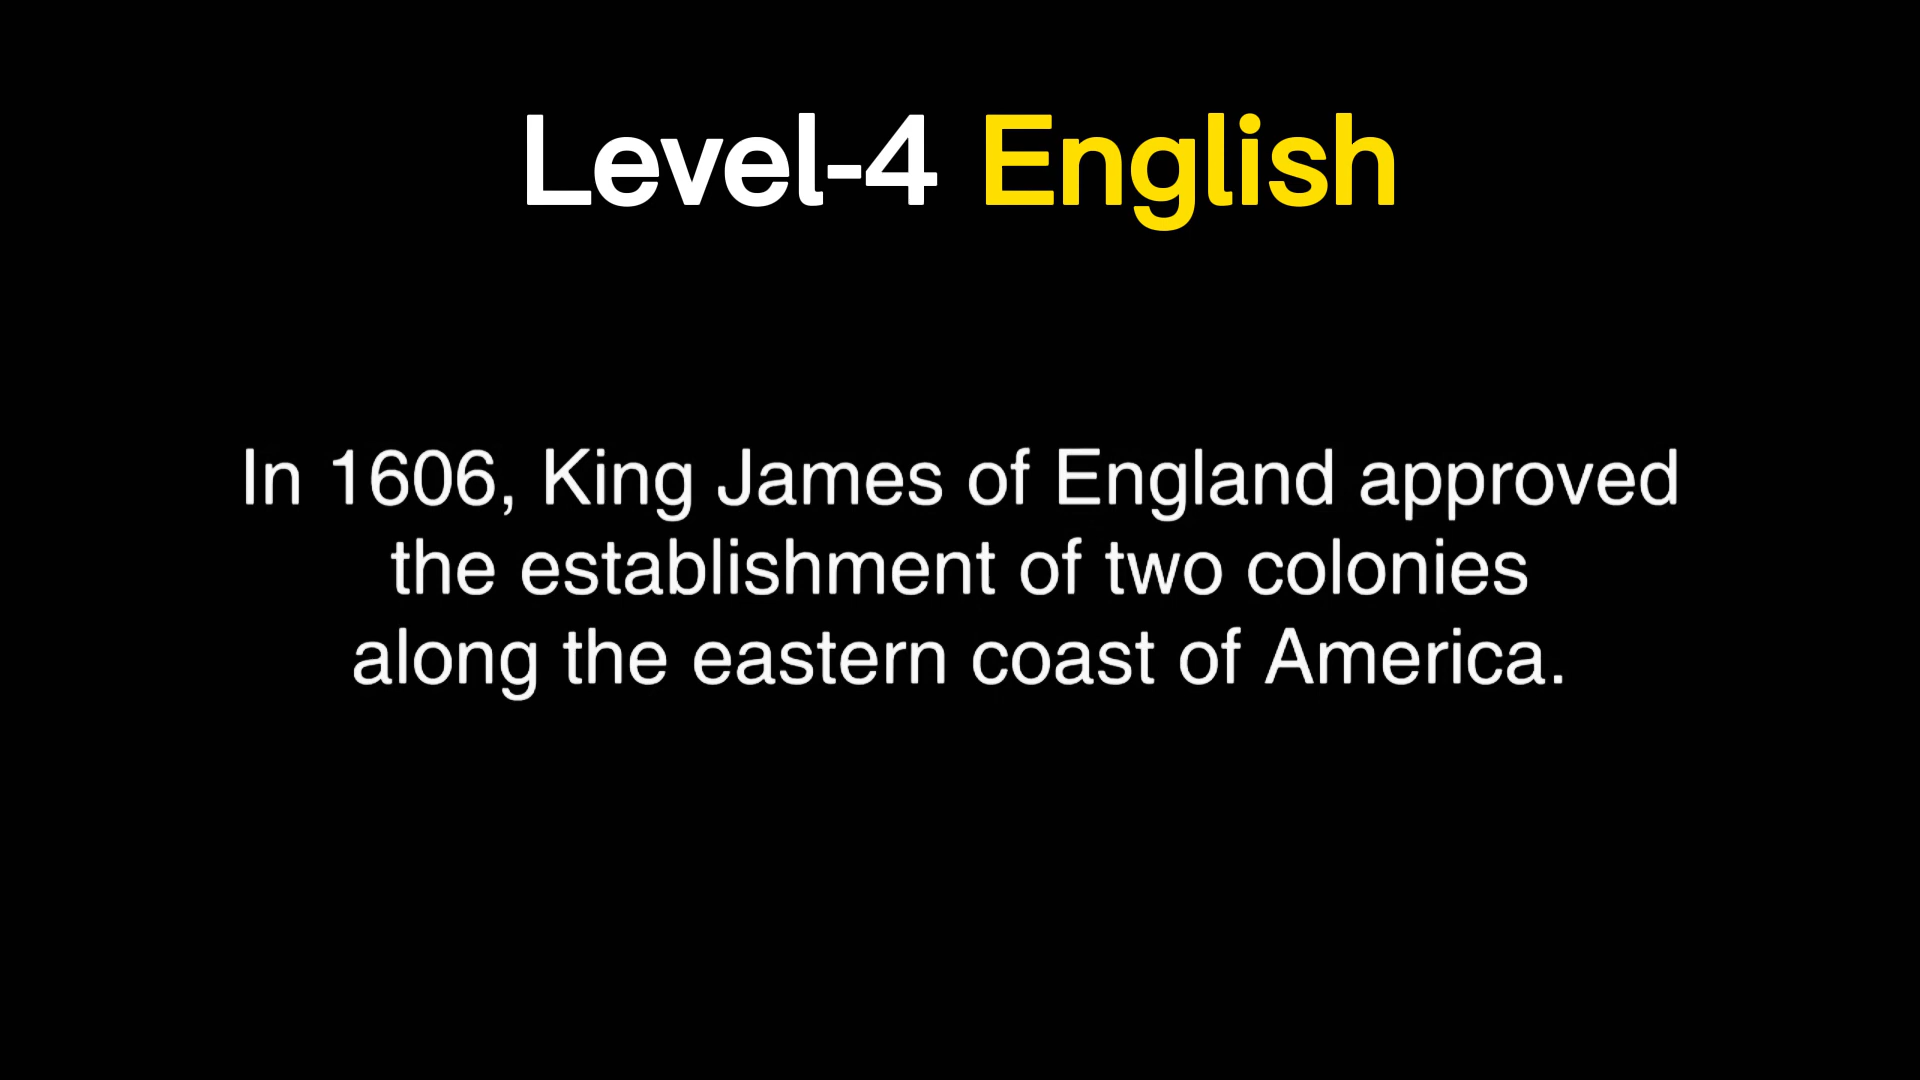 Level-4 English
In 1606, King James of England approved
the establishment of two colonies
along the eastern coast of America.